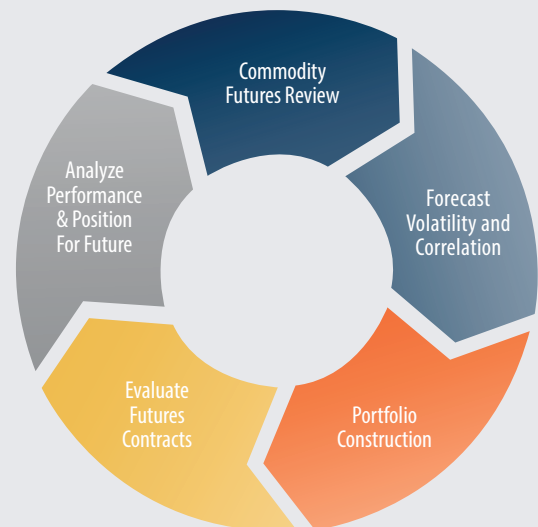 Commodity
Futures Review
Forecast
Volatility and
Correlation
Portfolio
Construction
Evaluate
Futures
Contracts
Analyze
Performance
& Position
For Future